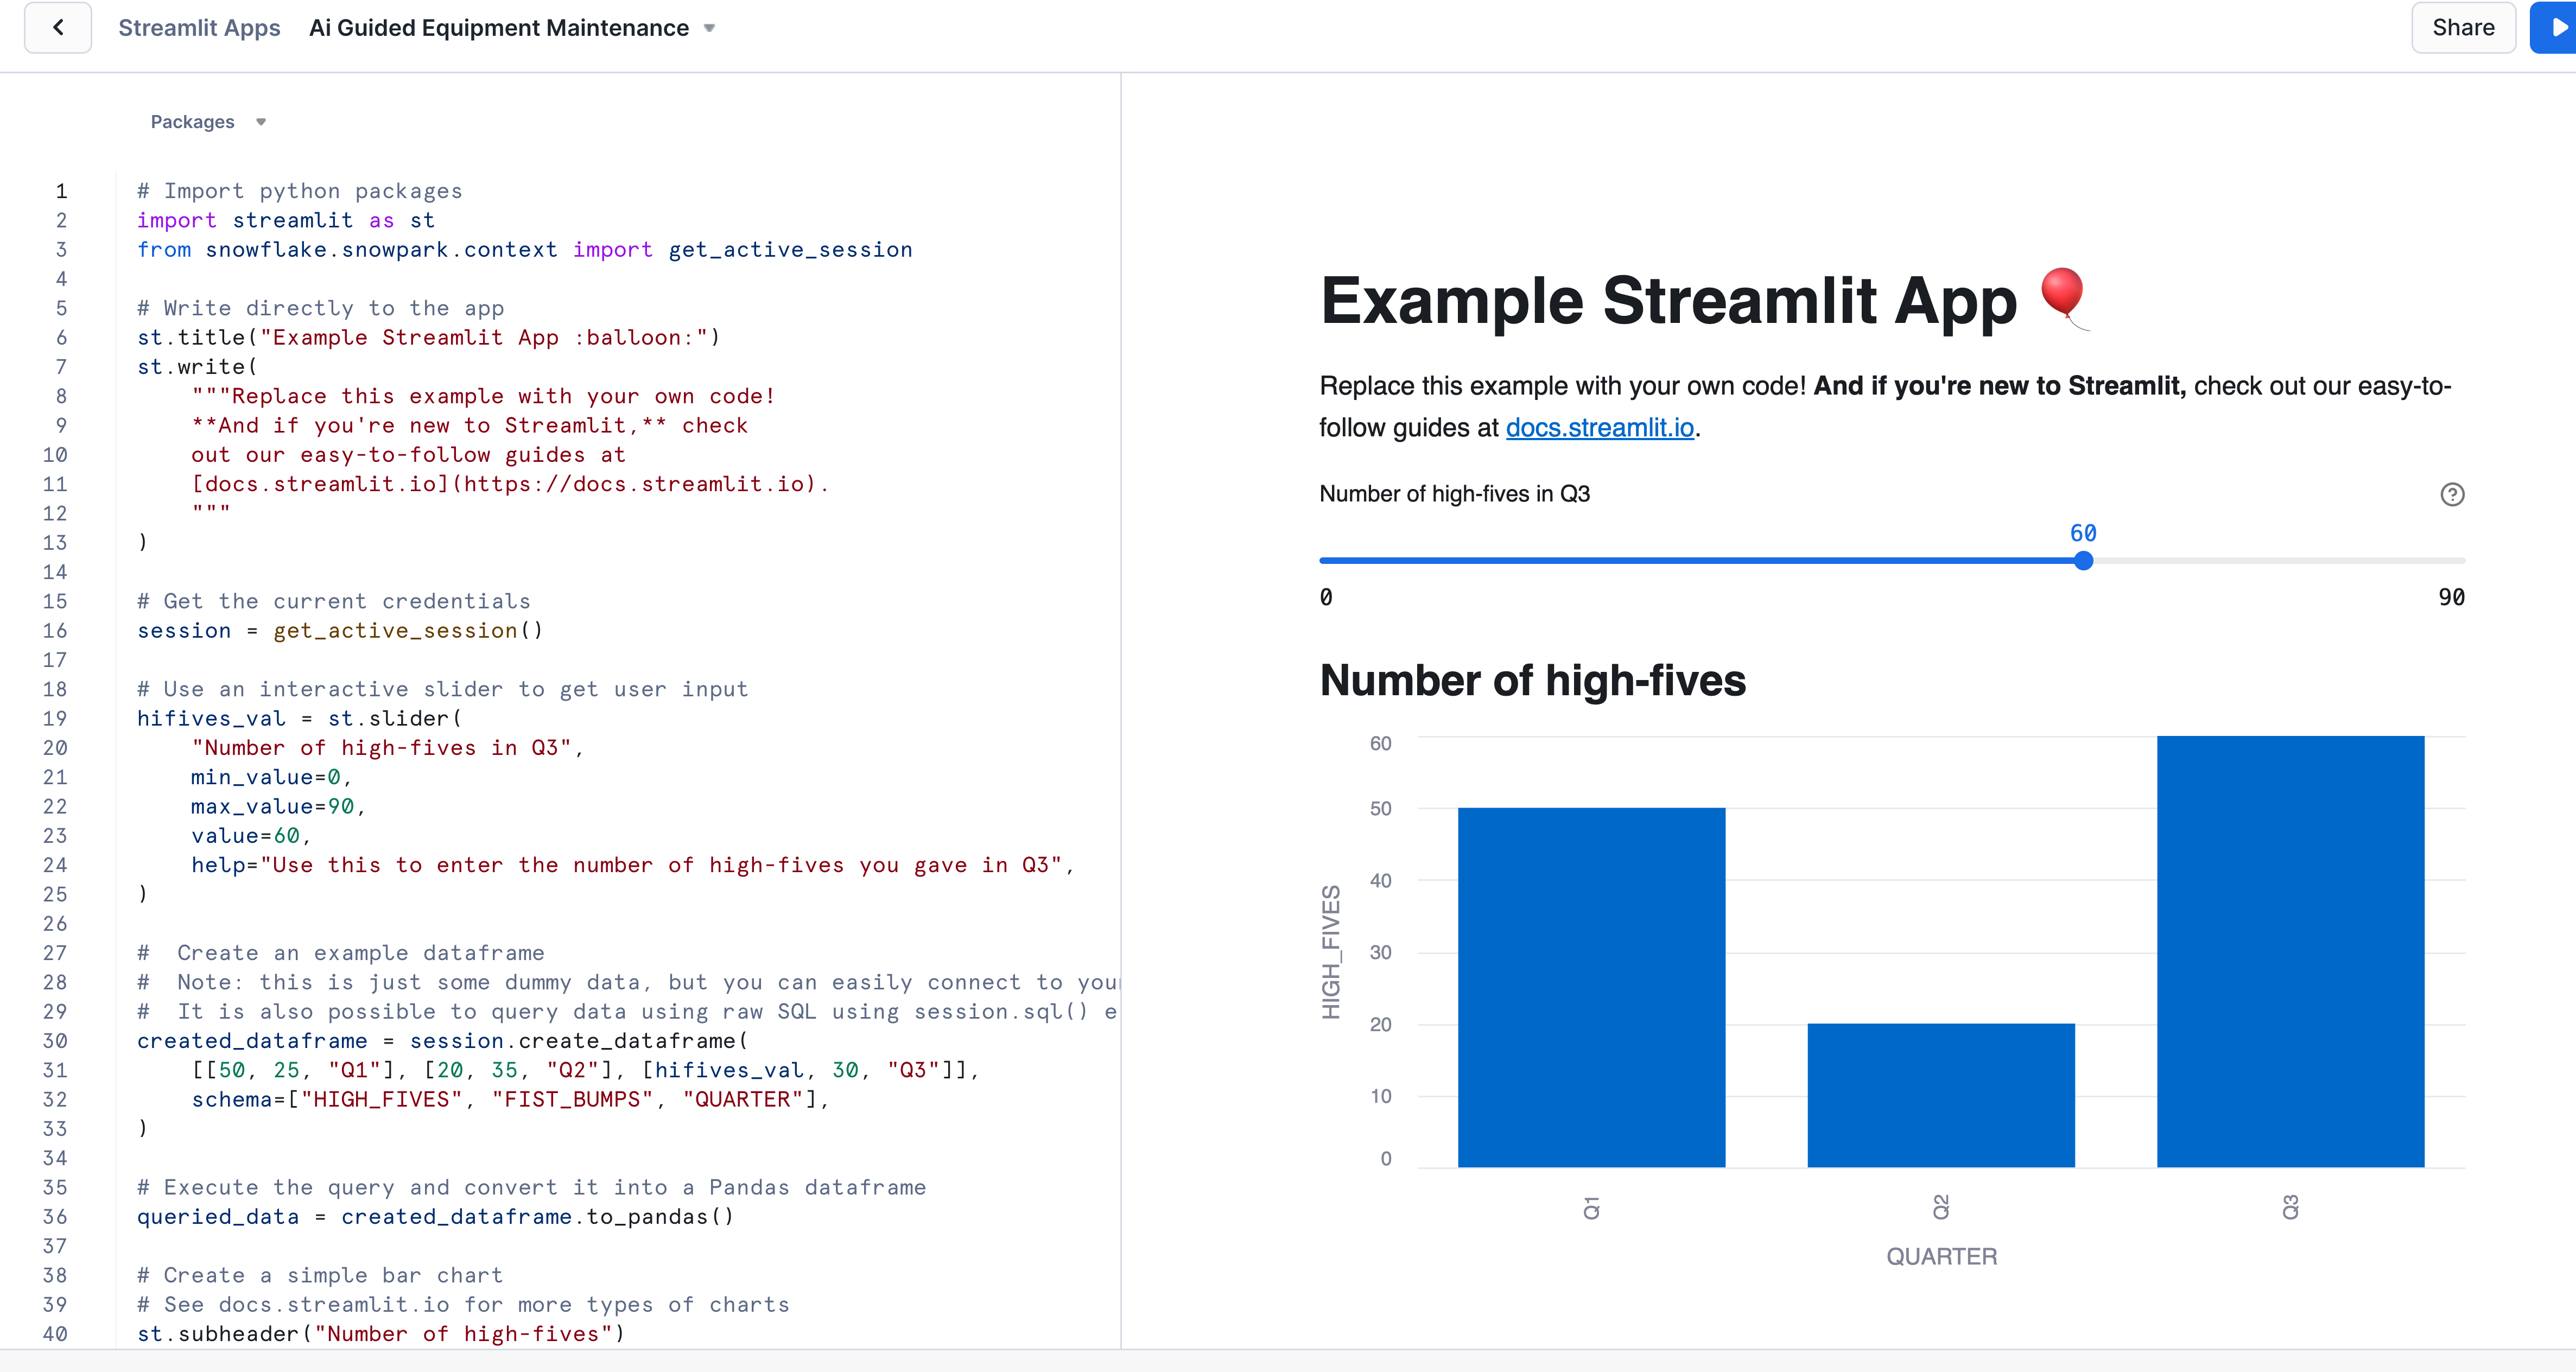 Streamlit Apps Ai Guided Equipment Maintenance
Share
Packages
1 # Import python packages
2 import streamlit as st
3 from snowflake.snowpark.context import get_active_session
4
5 # Write directly to the app
6 st.title("Example Streamlit App :balloon:")
7 st.write(
8     """Replace this example with your own code!
9     **And if you're new to Streamlit,** check
10     out our easy-to-follow guides at
11     [docs.streamlit.io](https://docs.streamlit.io).
12     """
13 )
14
15 # Get the current credentials
16 session = get_active_session()
17
18 # Use an interactive slider to get user input
19 hifives_val = st.slider(
20     "Number of high-fives in Q3",
21     min_value=0,
22     max_value=90,
23     value=60,
24     help="Use this to enter the number of high-fives you gave in Q3",
25 )
26
27 #  Create an example dataframe
28 #  Note: this is just some dummy data, but you can easily connect to you
29 #  It is also possible to query data using raw SQL using session.sql() e
30 created_dataframe = session.create_dataframe(
31     [[50, 25, "Q1"], [20, 35, "Q2"], [hifives_val, 30, "Q3"]],
32     schema=["HIGH_FIVES", "FIST_BUMPS", "QUARTER"],
33 )
34
35 # Execute the query and convert it into a Pandas dataframe
36 queried_data = created_dataframe.to_pandas()
37
38 # Create a simple bar chart
39 # See docs.streamlit.io for more types of charts
40 st.subheader("Number of high-fives")
Example Streamlit App 🎈
Replace this example with your own code! And if you're new to Streamlit, check out our easy-to-
follow guides at docs.streamlit.io.
Number of high-fives in Q3
60
0 90
Number of high-fives
60
50
40
30
20
10
0
HIGH_FIVES
Q1 Q2 Q3
QUARTER